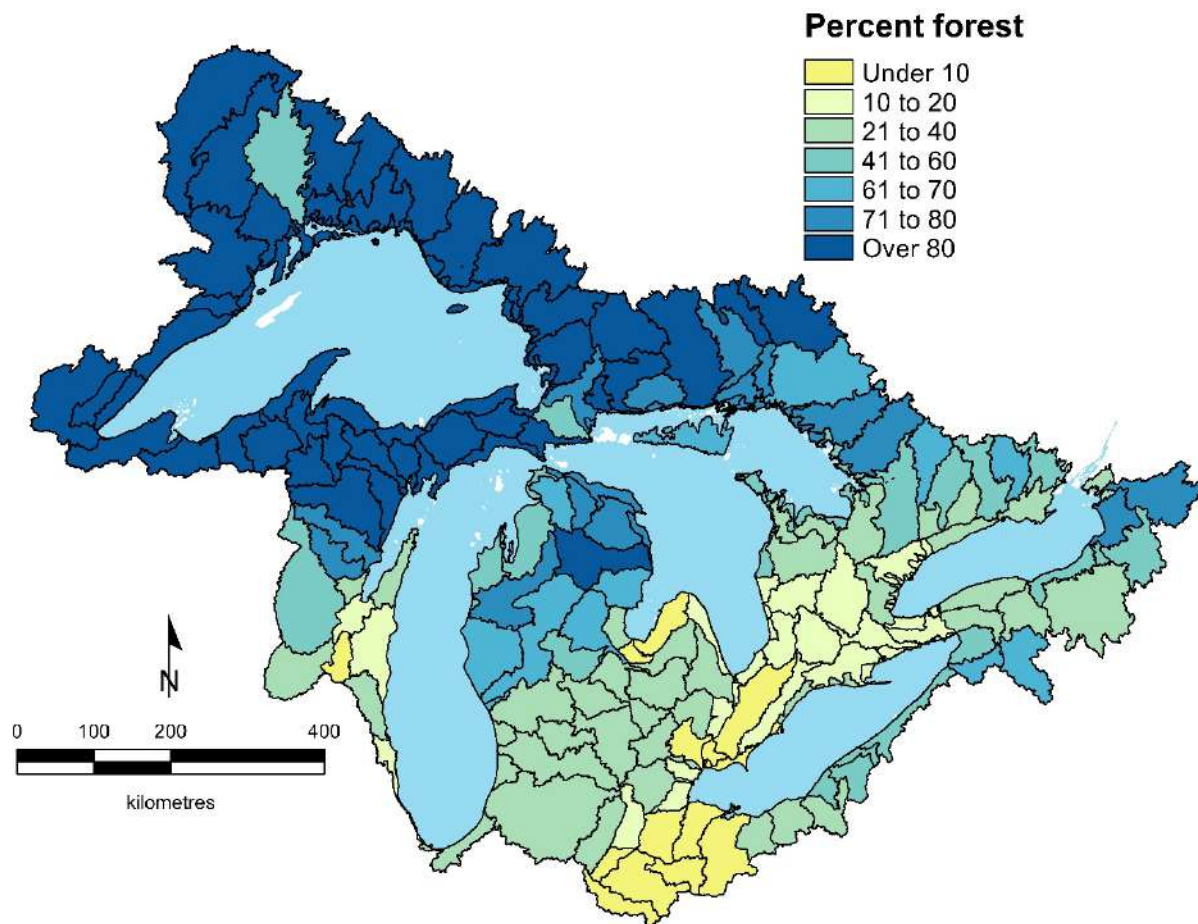 Percent forest
Under 10
10 to 20
21 to 40
41 to 60
61 to 70
71 to 80
Over 80
N
0 100 200 400
kilometres